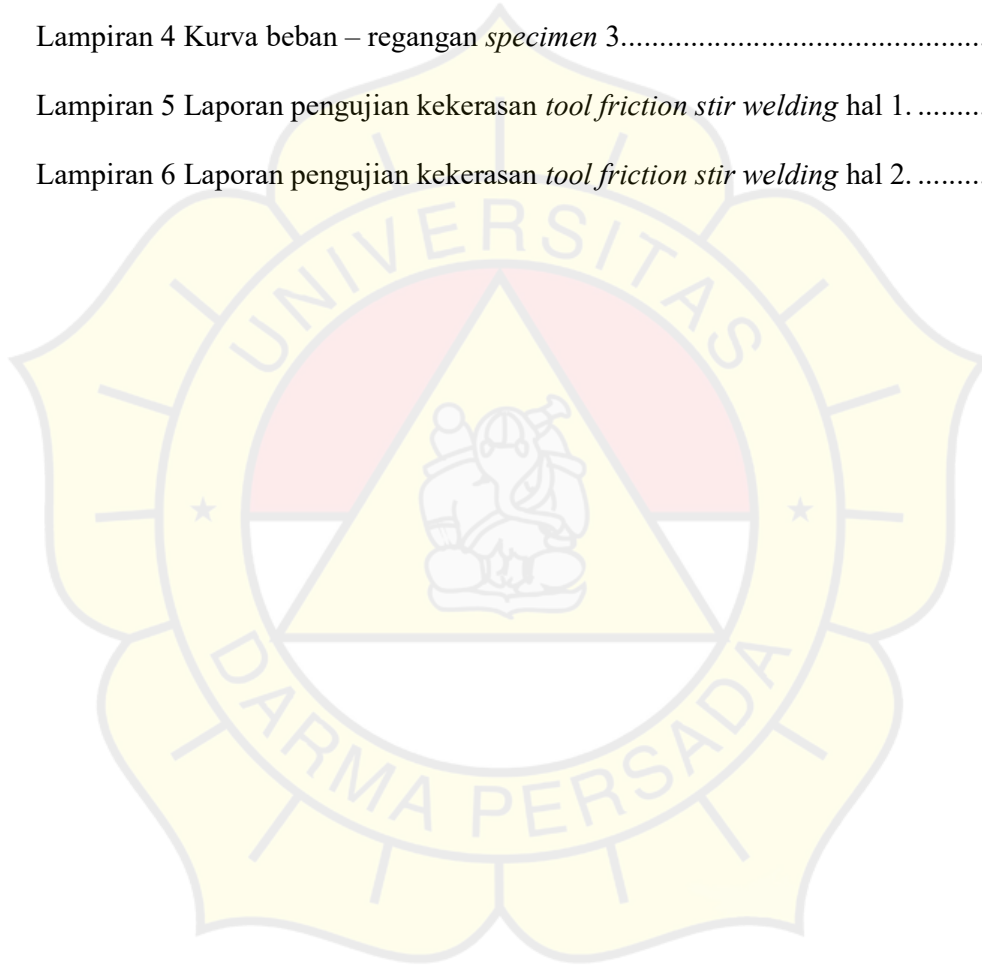 Lampiran 4 Kurva beban – regangan specimen 3..............................................
Lampiran 5 Laporan pengujian kekerasan tool friction stir welding hal 1. .........
Lampiran 6 Laporan pengujian kekerasan tool friction stir welding hal 2. .........
UNIVERSITAS
DARMA PERSADA